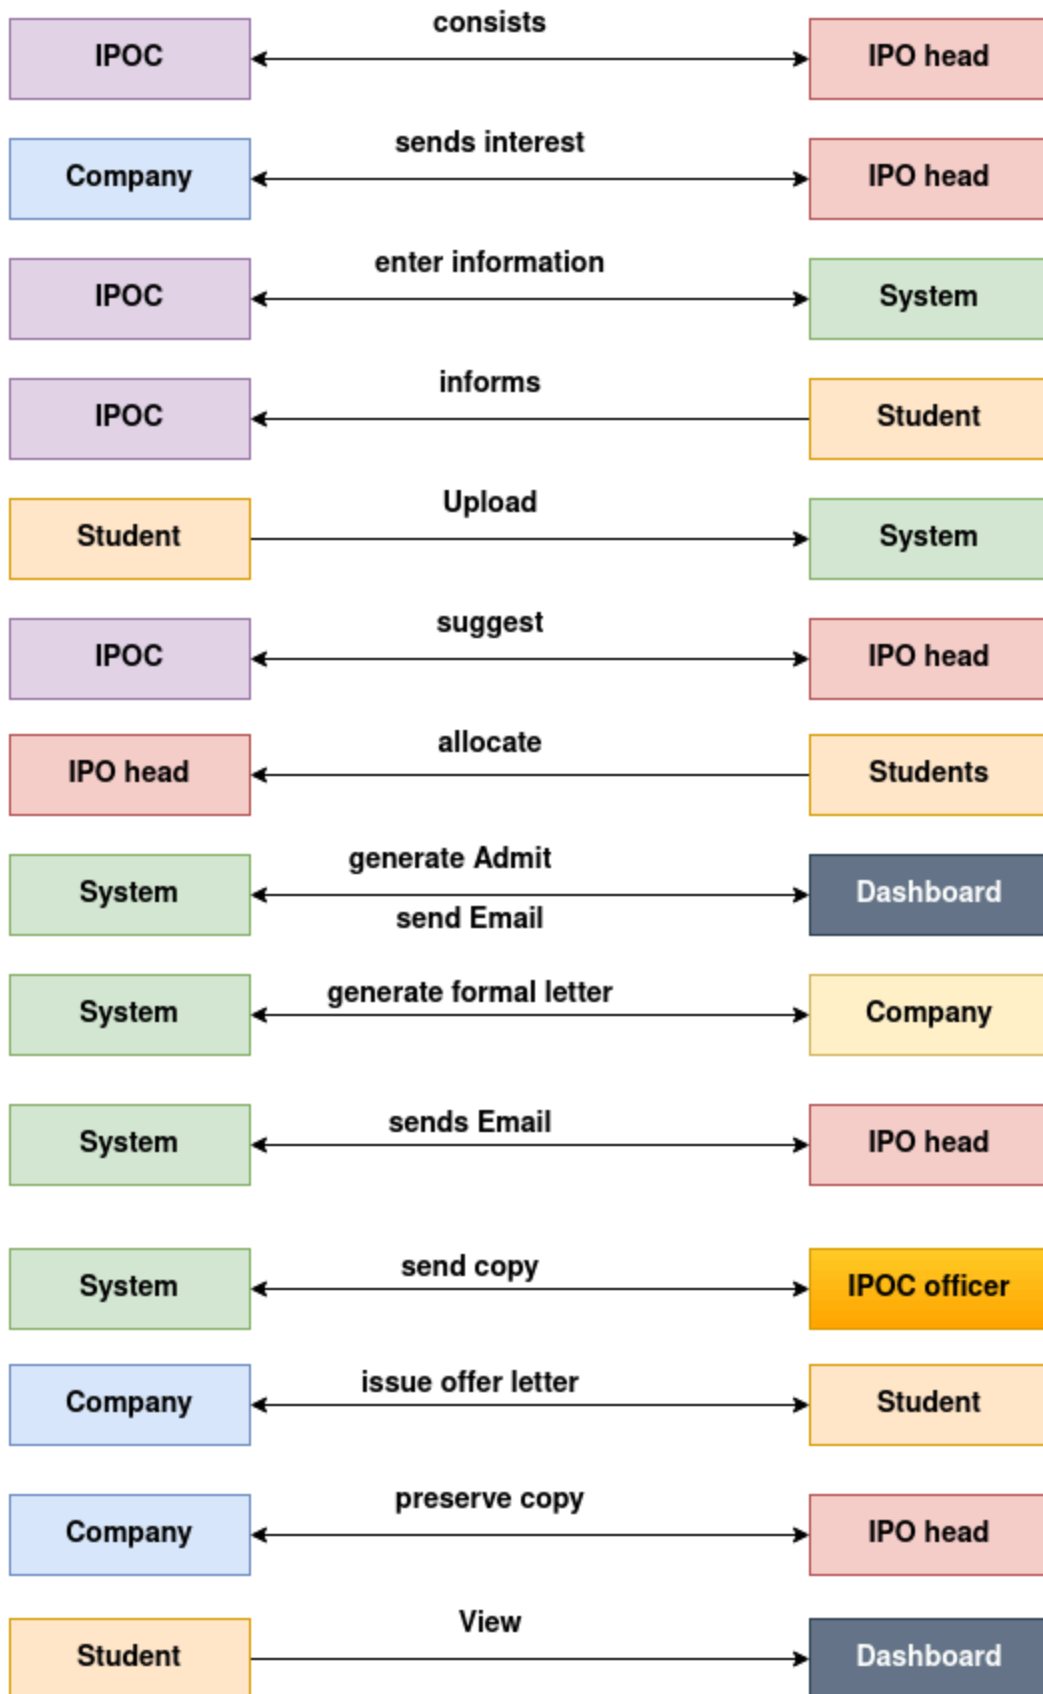 consists
IPOC IPO head
sends interest
Company IPO head
enter information
IPOC System
informs
IPOC Student
Upload
Student System
suggest
IPOC IPO head
allocate
IPO head Students
generate Admit
System Dashboard
send Email
generate formal letter
System Company
sends Email
System IPO head
send copy
System IPOC officer
issue offer letter
Company Student
preserve copy
Company IPO head
View
Student Dashboard